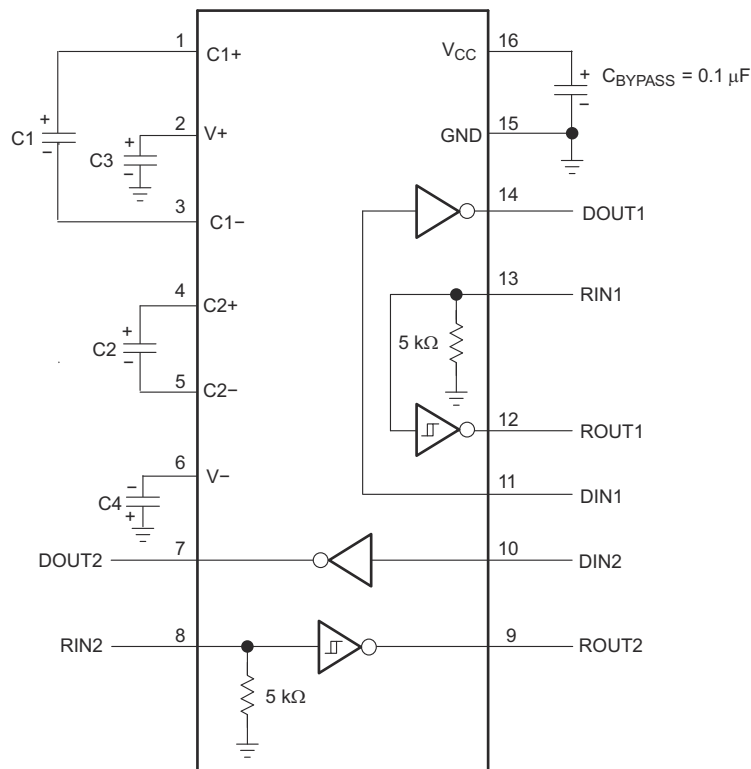 1
C1+
VCC
16
+
CBYPASS = 0.1 μF
−
+
C1
−
2
V+
+
C3
−
GND
15
3
C1−
14
DOUT1
4
C2+
13
RIN1
+
C2
−
5 kΩ
5
C2−
12
ROUT1
6
V−
−
C4
+
11
DIN1
DOUT2
7
10
DIN2
RIN2
8
9
ROUT2
5 kΩ